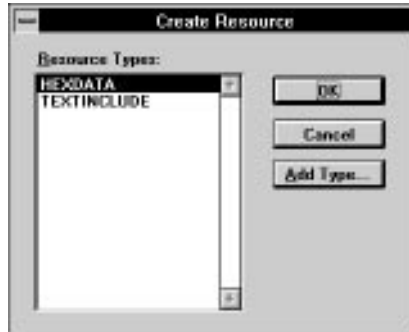 Create Resource
Resource Types:
HEXDATA
TEXTINCLUDE
OK
Cancel
Add Type...